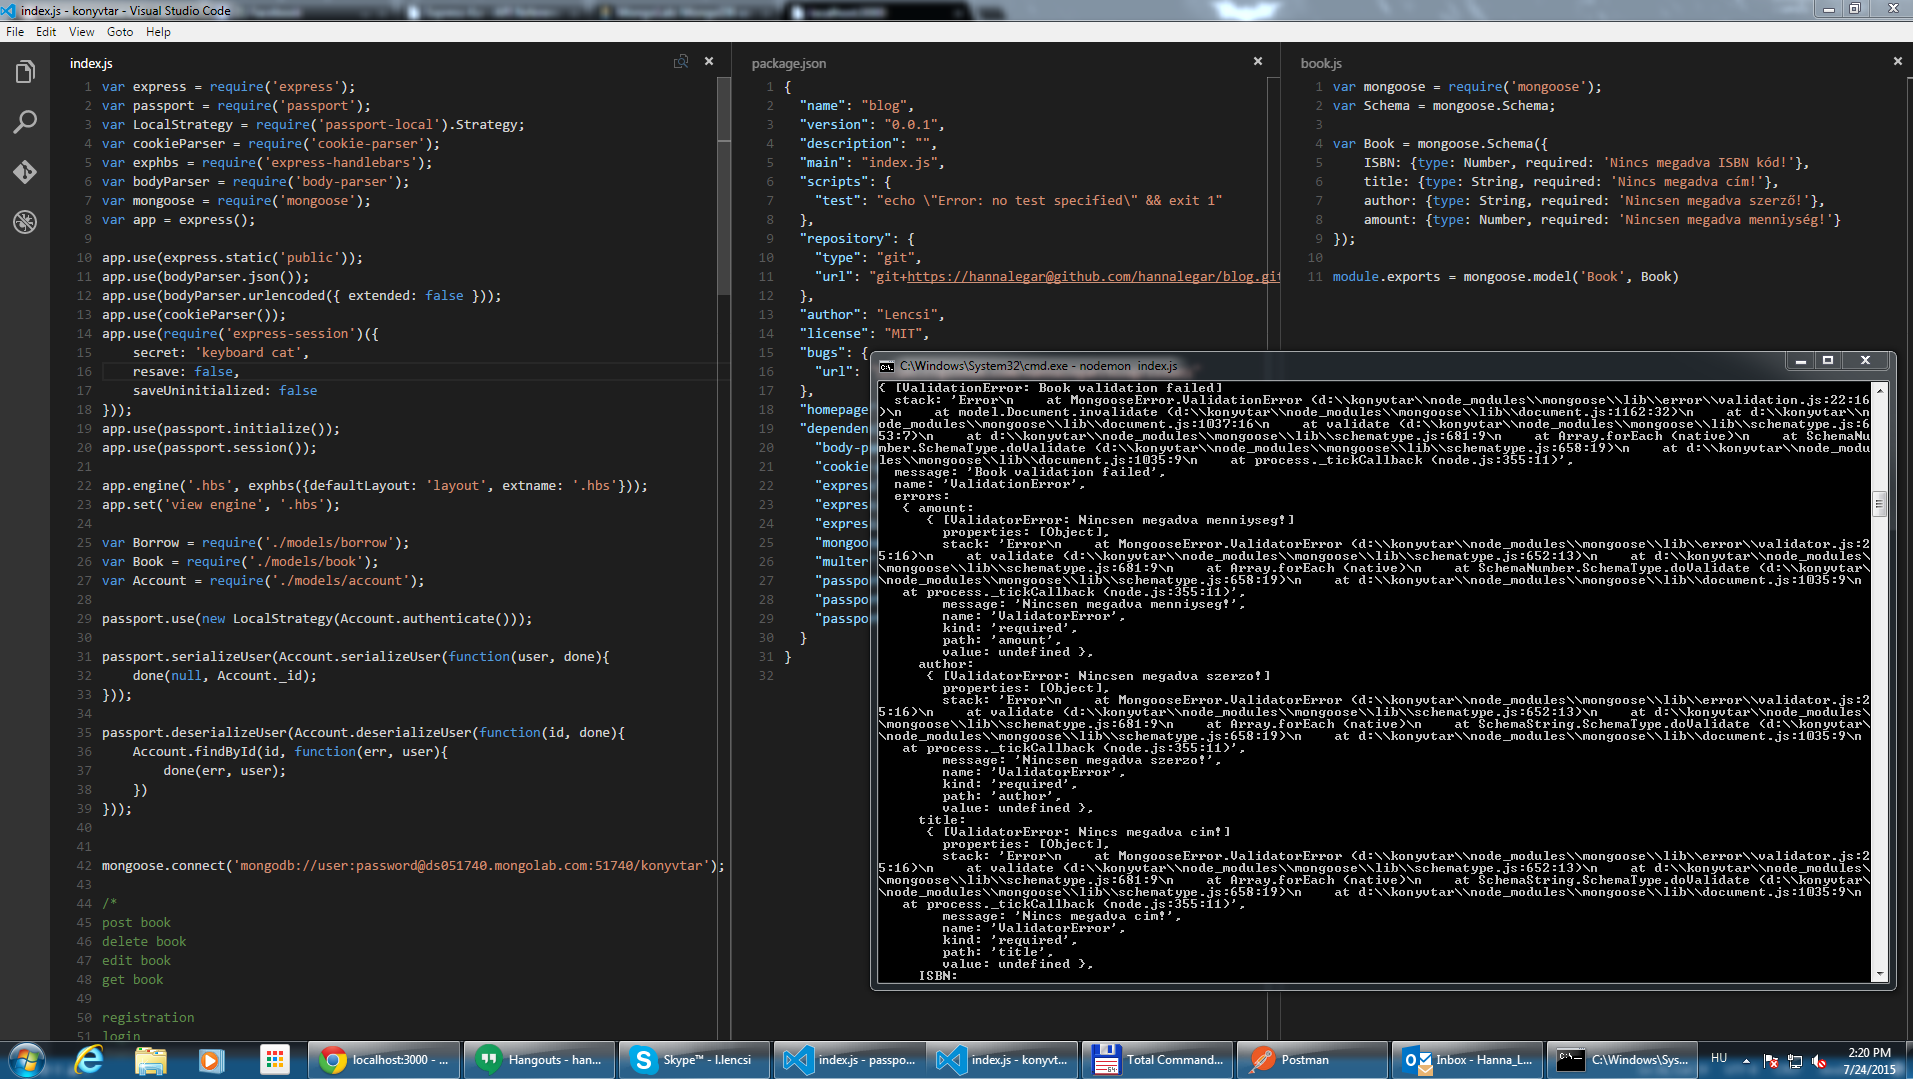 index.js - konyvtar - Visual Studio Code
File Edit View Goto Help
index.js
1 var express = require('express');
2 var passport = require('passport');
3 var LocalStrategy = require('passport-local').Strategy;
4 var cookieParser = require('cookie-parser');
5 var exphbs = require('express-handlebars');
6 var bodyParser = require('body-parser');
7 var mongoose = require('mongoose');
8 var app = express();
9
10 app.use(express.static('public'));
11 app.use(bodyParser.json());
12 app.use(bodyParser.urlencoded({ extended: false }));
13 app.use(cookieParser());
14 app.use(require('express-session')({
15 secret: 'keyboard cat',
16 resave: false,
17 saveUninitialized: false
18 }));
19 app.use(passport.initialize());
20 app.use(passport.session());
21
22 app.engine('.hbs', exphbs({defaultLayout: 'layout', extname: '.hbs'}));
23 app.set('view engine', '.hbs');
24
25 var Borrow = require('./models/borrow');
26 var Book = require('./models/book');
27 var Account = require('./models/account');
28
29 passport.use(new LocalStrategy(Account.authenticate()));
30
31 passport.serializeUser(Account.serializeUser(function(user, done){
32 done(null, Account._id);
33 }));
34
35 passport.deserializeUser(Account.deserializeUser(function(id, done){
36 Account.findById(id, function(err, user){
37 done(err, user);
38 })
39 }));
40
41
42 mongoose.connect('mongodb://user:password@ds051740.mongolab.com:51740/konyvtar');
43
44 /*
45 post book
46 delete book
47 edit book
48 get book
49
50 registration
51 login
package.json
1 {
2 "name": "blog",
3 "version": "0.0.1",
4 "description": "",
5 "main": "index.js",
6 "scripts": {
7 "test": "echo \"Error: no test specified\" && exit 1"
8 },
9 "repository": {
10 "type": "git",
11 "url": "git+https://hannalegar@github.com/hannalegar/blog.git
12 },
13 "author": "Lencsi",
14 "license": "MIT",
15 "bugs": {
16 "url":
17 },
18 "homepage
19 "dependen
20 "body-p
21 "cookie
22 "expres
23 "expres
24 "expres
25 "mongoo
26 "multer
27 "passpo
28 "passpo
29 "passpo
30 }
31 }
32
book.js
1 var mongoose = require('mongoose');
2 var Schema = mongoose.Schema;
3
4 var Book = mongoose.Schema({
5 ISBN: {type: Number, required: 'Nincs megadva ISBN kód!'},
6 title: {type: String, required: 'Nincs megadva cím!'},
7 author: {type: String, required: 'Nincsen megadva szerző!'},
8 amount: {type: Number, required: 'Nincsen megadva menniység!'}
9 });
10
11 module.exports = mongoose.model('Book', Book)
C:\Windows\System32\cmd.exe - nodemon index.js
{ [ValidationError: Book validation failed]
stack: 'Error\n at MongooseError.ValidationError (d:\\konyvtar\\node_modules\\mongoose\\lib\\error\\validation.js:22:16
)\n at model.Document.invalidate (d:\\konyvtar\\node_modules\\mongoose\\lib\\document.js:1162:32)\n at d:\\konyvtar\\n
ode_modules\\mongoose\\lib\\document.js:1037:16\n at validate (d:\\konyvtar\\node_modules\\mongoose\\lib\\schematype.js:6
53:7)\n at d:\\konyvtar\\node_modules\\mongoose\\lib\\schematype.js:681:9\n at Array.forEach (native)\n at SchemaNu
mber.SchemaType.doValidate (d:\\konyvtar\\node_modules\\mongoose\\lib\\schematype.js:658:19)\n at d:\\konyvtar\\node_modu
les\\mongoose\\lib\\document.js:1035:9\n at process._tickCallback (node.js:355:11)',
message: 'Book validation failed',
name: 'ValidationError',
errors:
{ amount:
{ [ValidatorError: Nincsen megadva menniyseg!]
properties: [Object],
stack: 'Error\n at MongooseError.ValidatorError (d:\\konyvtar\\node_modules\\mongoose\\lib\\error\\validator.js:2
5:16)\n at validate (d:\\konyvtar\\node_modules\\mongoose\\lib\\schematype.js:652:13)\n at d:\\konyvtar\\node_modules\
\mongoose\\lib\\schematype.js:681:9\n at Array.forEach (native)\n at SchemaNumber.SchemaType.doValidate (d:\\konyvtar\
\node_modules\\mongoose\\lib\\schematype.js:658:19)\n at d:\\konyvtar\\node_modules\\mongoose\\lib\\document.js:1035:9\n
at process._tickCallback (node.js:355:11)',
message: 'Nincsen megadva menniyseg!',
name: 'ValidatorError',
kind: 'required',
path: 'amount',
value: undefined },
author:
{ [ValidatorError: Nincsen megadva szerzo!]
properties: [Object],
stack: 'Error\n at MongooseError.ValidatorError (d:\\konyvtar\\node_modules\\mongoose\\lib\\error\\validator.js:2
5:16)\n at validate (d:\\konyvtar\\node_modules\\mongoose\\lib\\schematype.js:652:13)\n at d:\\konyvtar\\node_modules\
\mongoose\\lib\\schematype.js:681:9\n at Array.forEach (native)\n at SchemaString.SchemaType.doValidate (d:\\konyvtar\
\node_modules\\mongoose\\lib\\schematype.js:658:19)\n at d:\\konyvtar\\node_modules\\mongoose\\lib\\document.js:1035:9\n
at process._tickCallback (node.js:355:11)',
message: 'Nincsen megadva szerzo!',
name: 'ValidatorError',
kind: 'required',
path: 'author',
value: undefined },
title:
{ [ValidatorError: Nincs megadva cim!]
properties: [Object],
stack: 'Error\n at MongooseError.ValidatorError (d:\\konyvtar\\node_modules\\mongoose\\lib\\error\\validator.js:2
5:16)\n at validate (d:\\konyvtar\\node_modules\\mongoose\\lib\\schematype.js:652:13)\n at d:\\konyvtar\\node_modules\
\mongoose\\lib\\schematype.js:681:9\n at Array.forEach (native)\n at SchemaString.SchemaType.doValidate (d:\\konyvtar\
\node_modules\\mongoose\\lib\\schematype.js:658:19)\n at d:\\konyvtar\\node_modules\\mongoose\\lib\\document.js:1035:9\n
at process._tickCallback (node.js:355:11)',
message: 'Nincs megadva cim!',
name: 'ValidatorError',
kind: 'required',
path: 'title',
value: undefined },
ISBN:
localhost:3000 - ... Hangouts - han... Skype™ - l.lencsi index.js - passpo... index.js - konyvt... Total Comman... Postman Inbox - Hanna_L... C:\Windows\Sys... HU 2:20 PM
7/24/2015